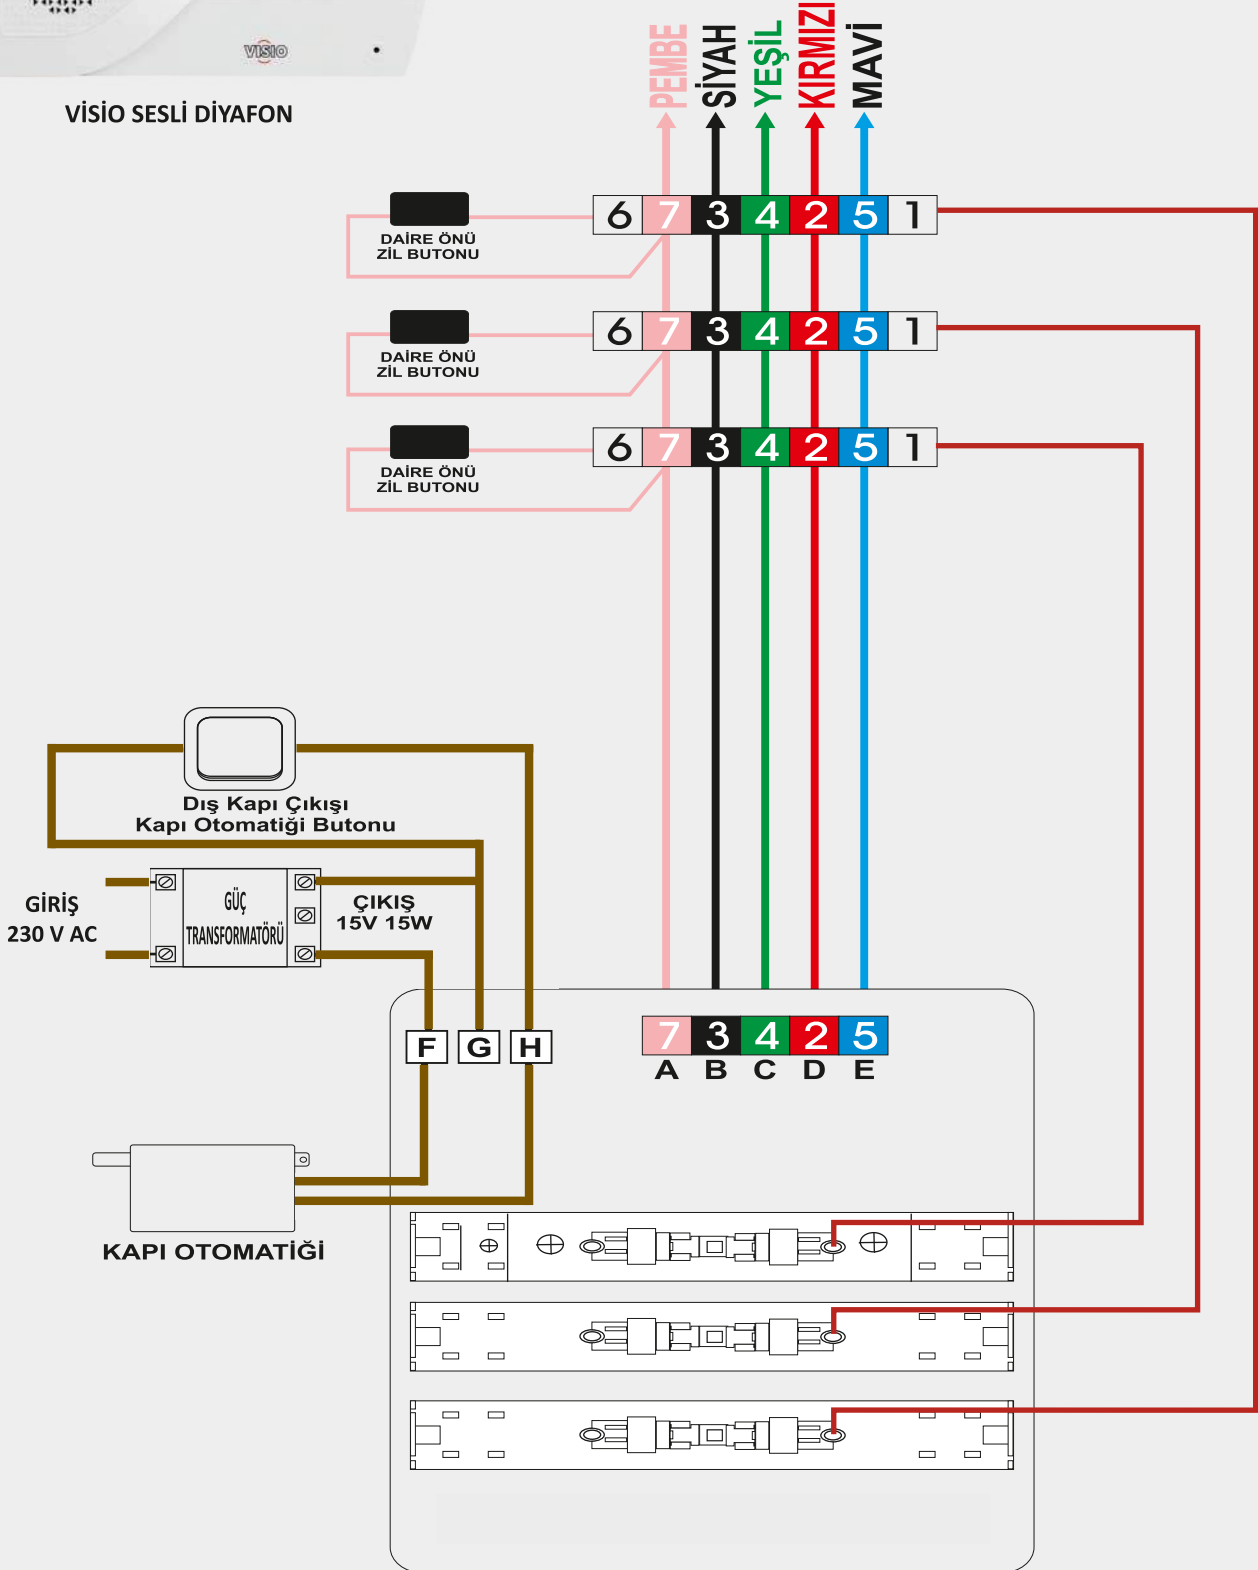 VISIO
VİSİO SESLİ DİYAFON
PEMBE
SİYAH
YEŞİL
KIRMIZI
MAVİ
6 7 3 4 2 5 1
DAİRE ÖNÜ
ZİL BUTONU
6 7 3 4 2 5 1
DAİRE ÖNÜ
ZİL BUTONU
6 7 3 4 2 5 1
DAİRE ÖNÜ
ZİL BUTONU
Dış Kapı Çıkışı
Kapı Otomatiği Butonu
GİRİŞ
230 V AC
GÜÇ
TRANSFORMATÖRÜ
ÇIKIŞ
15V 15W
F G H
7 3 4 2 5
A B C D E
KAPI OTOMATİĞİ